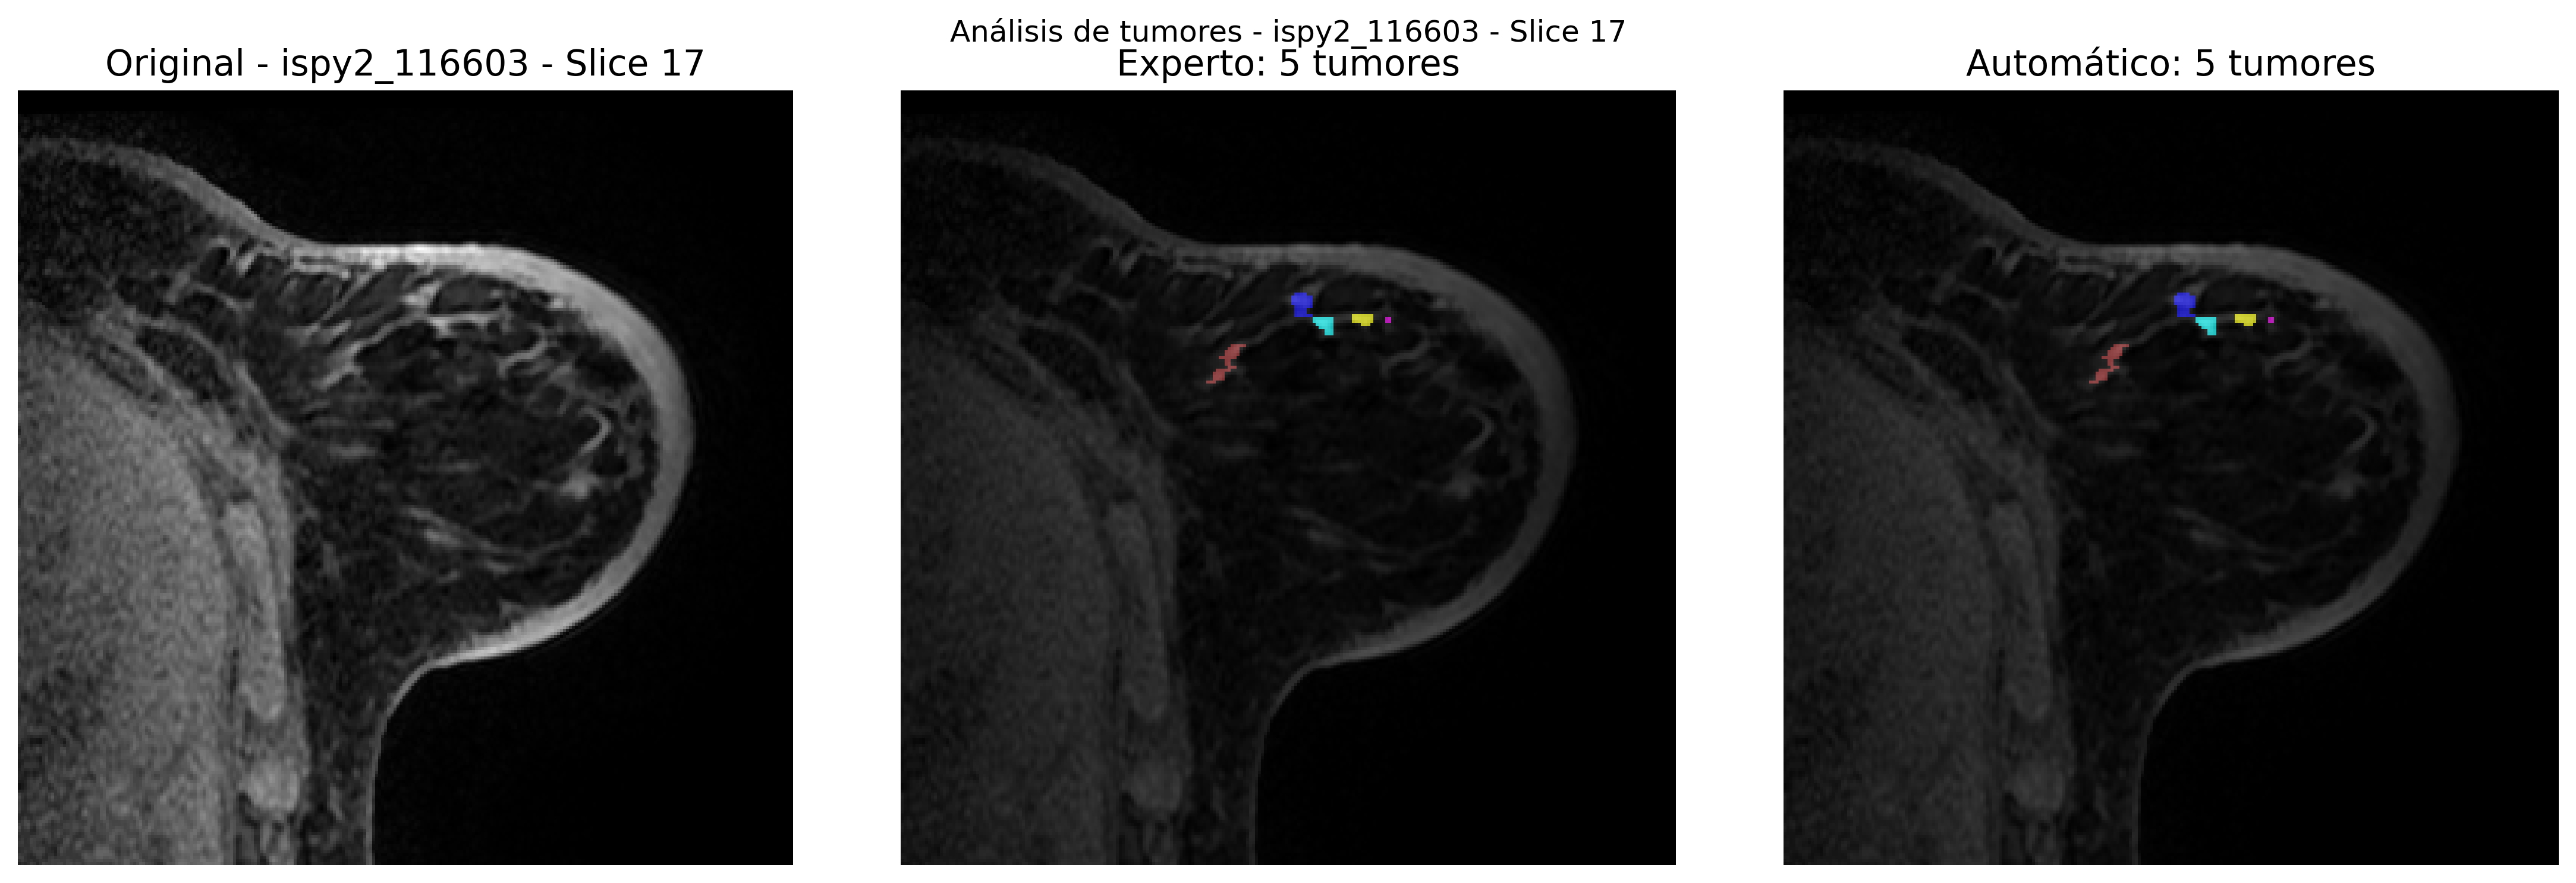 Análisis de tumores - ispy2_116603 - Slice 17
Original - ispy2_116603 - Slice 17
Experto: 5 tumores
Automático: 5 tumores